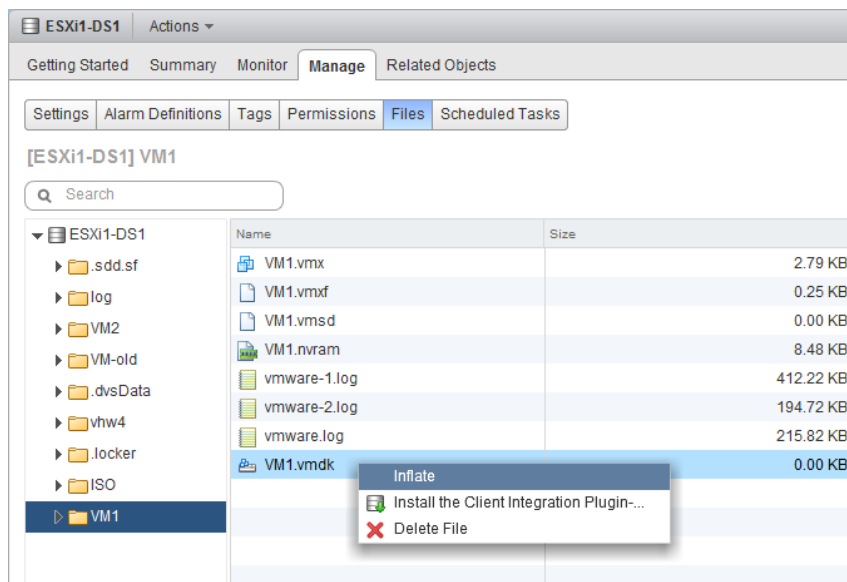 ESXi1-DS1 Actions
Getting Started Summary Monitor Manage Related Objects
Settings Alarm Definitions Tags Permissions Files Scheduled Tasks
[ESXi1-DS1] VM1
Search
ESXi1-DS1
.sdd.sf
log
VM2
VM-old
.dvsData
vhw4
.locker
ISO
VM1
Name Size
VM1.vmx 2.79 KB
VM1.vmxf 0.25 KB
VM1.vmsd 0.00 KB
VM1.nvram 8.48 KB
vmware-1.log 412.22 KB
vmware-2.log 194.72 KB
vmware.log 215.82 KB
VM1.vmdk 0.00 KB
Inflate
Install the Client Integration Plugin-...
Delete File